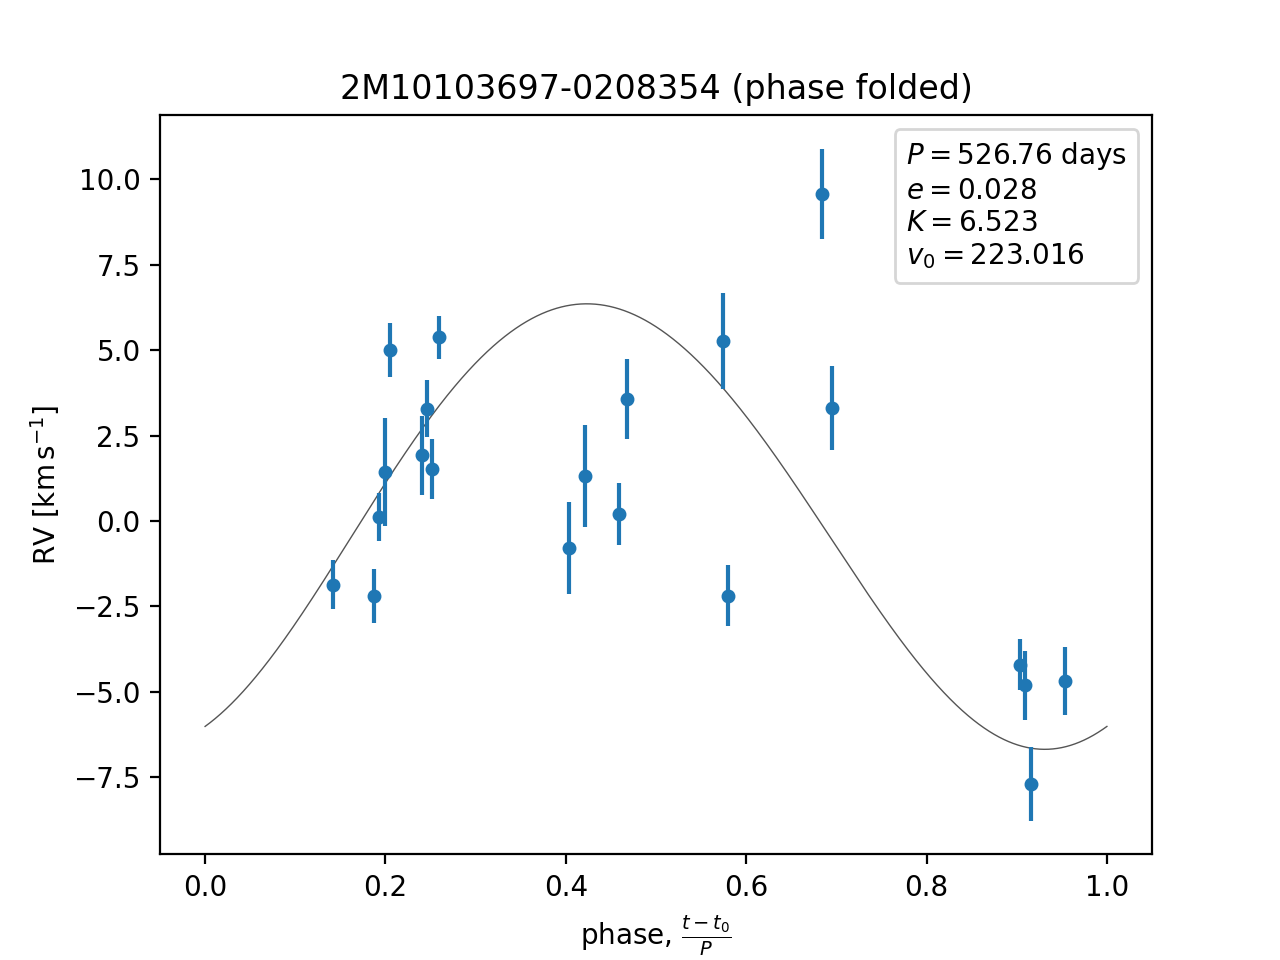 2M10103697-0208354 (phase folded)
P = 526.76 days
e = 0.028
K = 6.523
v₀ = 223.016
10.0
7.5
5.0
2.5
0.0
−2.5
−5.0
−7.5
RV [km s⁻¹]
0.0 0.2 0.4 0.6 0.8 1.0
phase, (t − t₀)/P